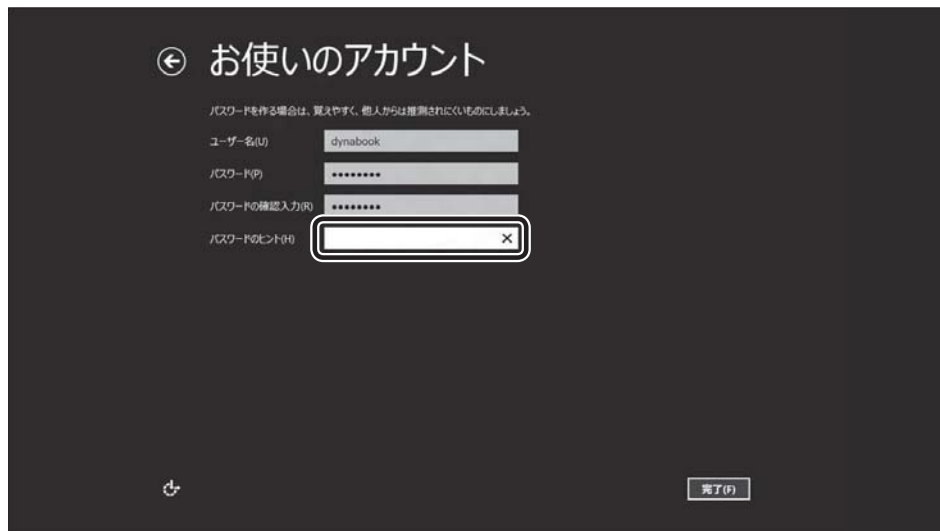 お使いのアカウント
パスワードを作る場合は、覚えやすく、他人からは推測されにくいものにしましょう。
ユーザー名(U) dynabook
パスワード(P) ••••••••
パスワードの確認入力(R) ••••••••
パスワードのヒント(H)
完了(F)